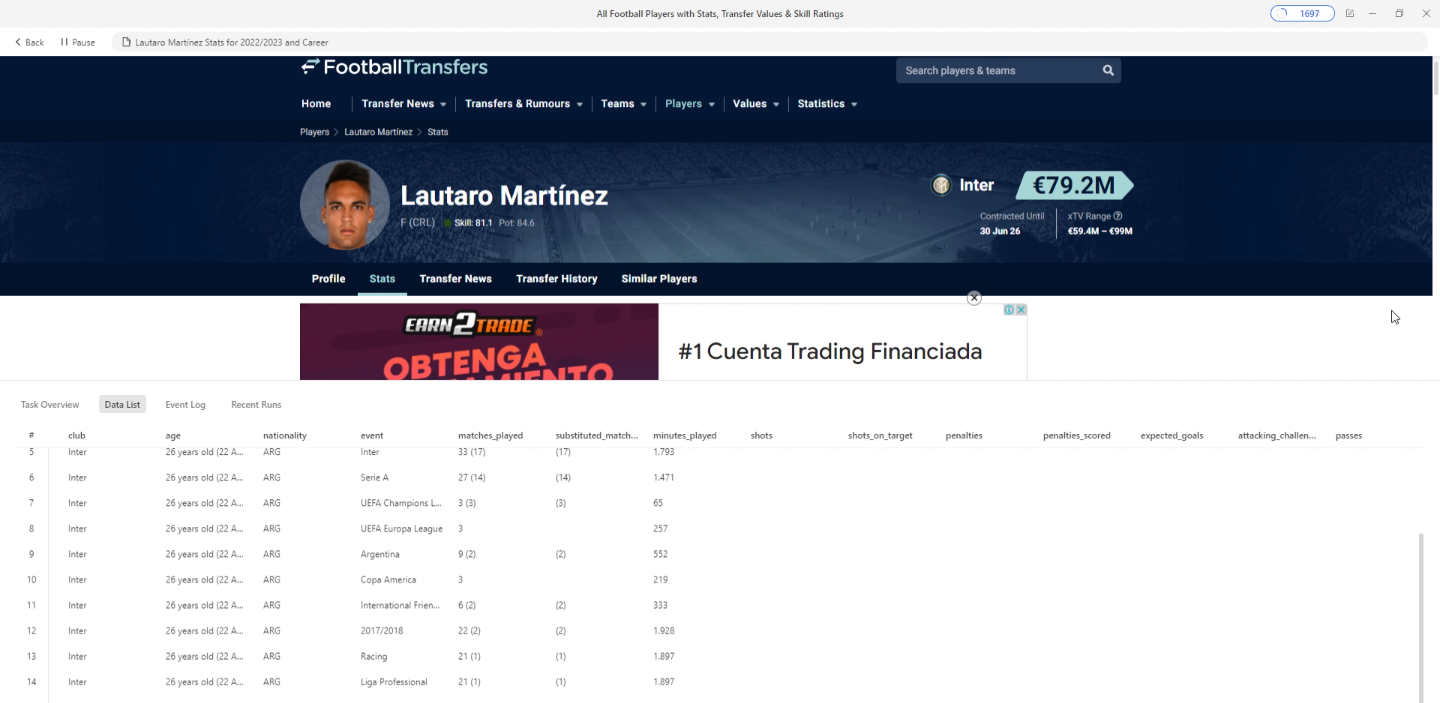 All Football Players with Stats, Transfer Values & Skill Ratings
1697
Back
Pause
Lautaro Martínez Stats for 2022/2023 and Career
FootballTransfers
Search players & teams
Home Transfer News Transfers & Rumours Teams Players Values Statistics
Players > Lautaro Martínez > Stats
Lautaro Martínez
F (CRL) Skill: 81.1 Pot: 84.6
Inter €79.2M
Contracted Until xTV Range
30 Jun 26 €59.4M – €99M
Profile Stats Transfer News Transfer History Similar Players
EARN2TRADE®
OBTENGA
#1 Cuenta Trading Financiada
Task Overview Data List Event Log Recent Runs
# club age nationality event matches_played substituted_match... minutes_played shots shots_on_target penalties penalties_scored expected_goals attacking_challen... passes
5 Inter 26 years old (22 A... ARG Inter 33 (17) (17) 1.793
6 Inter 26 years old (22 A... ARG Serie A 27 (14) (14) 1.471
7 Inter 26 years old (22 A... ARG UEFA Champions L... 3 (3) (3) 65
8 Inter 26 years old (22 A... ARG UEFA Europa League 3 257
9 Inter 26 years old (22 A... ARG Argentina 9 (2) (2) 552
10 Inter 26 years old (22 A... ARG Copa America 3 219
11 Inter 26 years old (22 A... ARG International Frien... 6 (2) (2) 333
12 Inter 26 years old (22 A... ARG 2017/2018 22 (2) (2) 1.928
13 Inter 26 years old (22 A... ARG Racing 21 (1) (1) 1.897
14 Inter 26 years old (22 A... ARG Liga Professional 21 (1) (1) 1.897